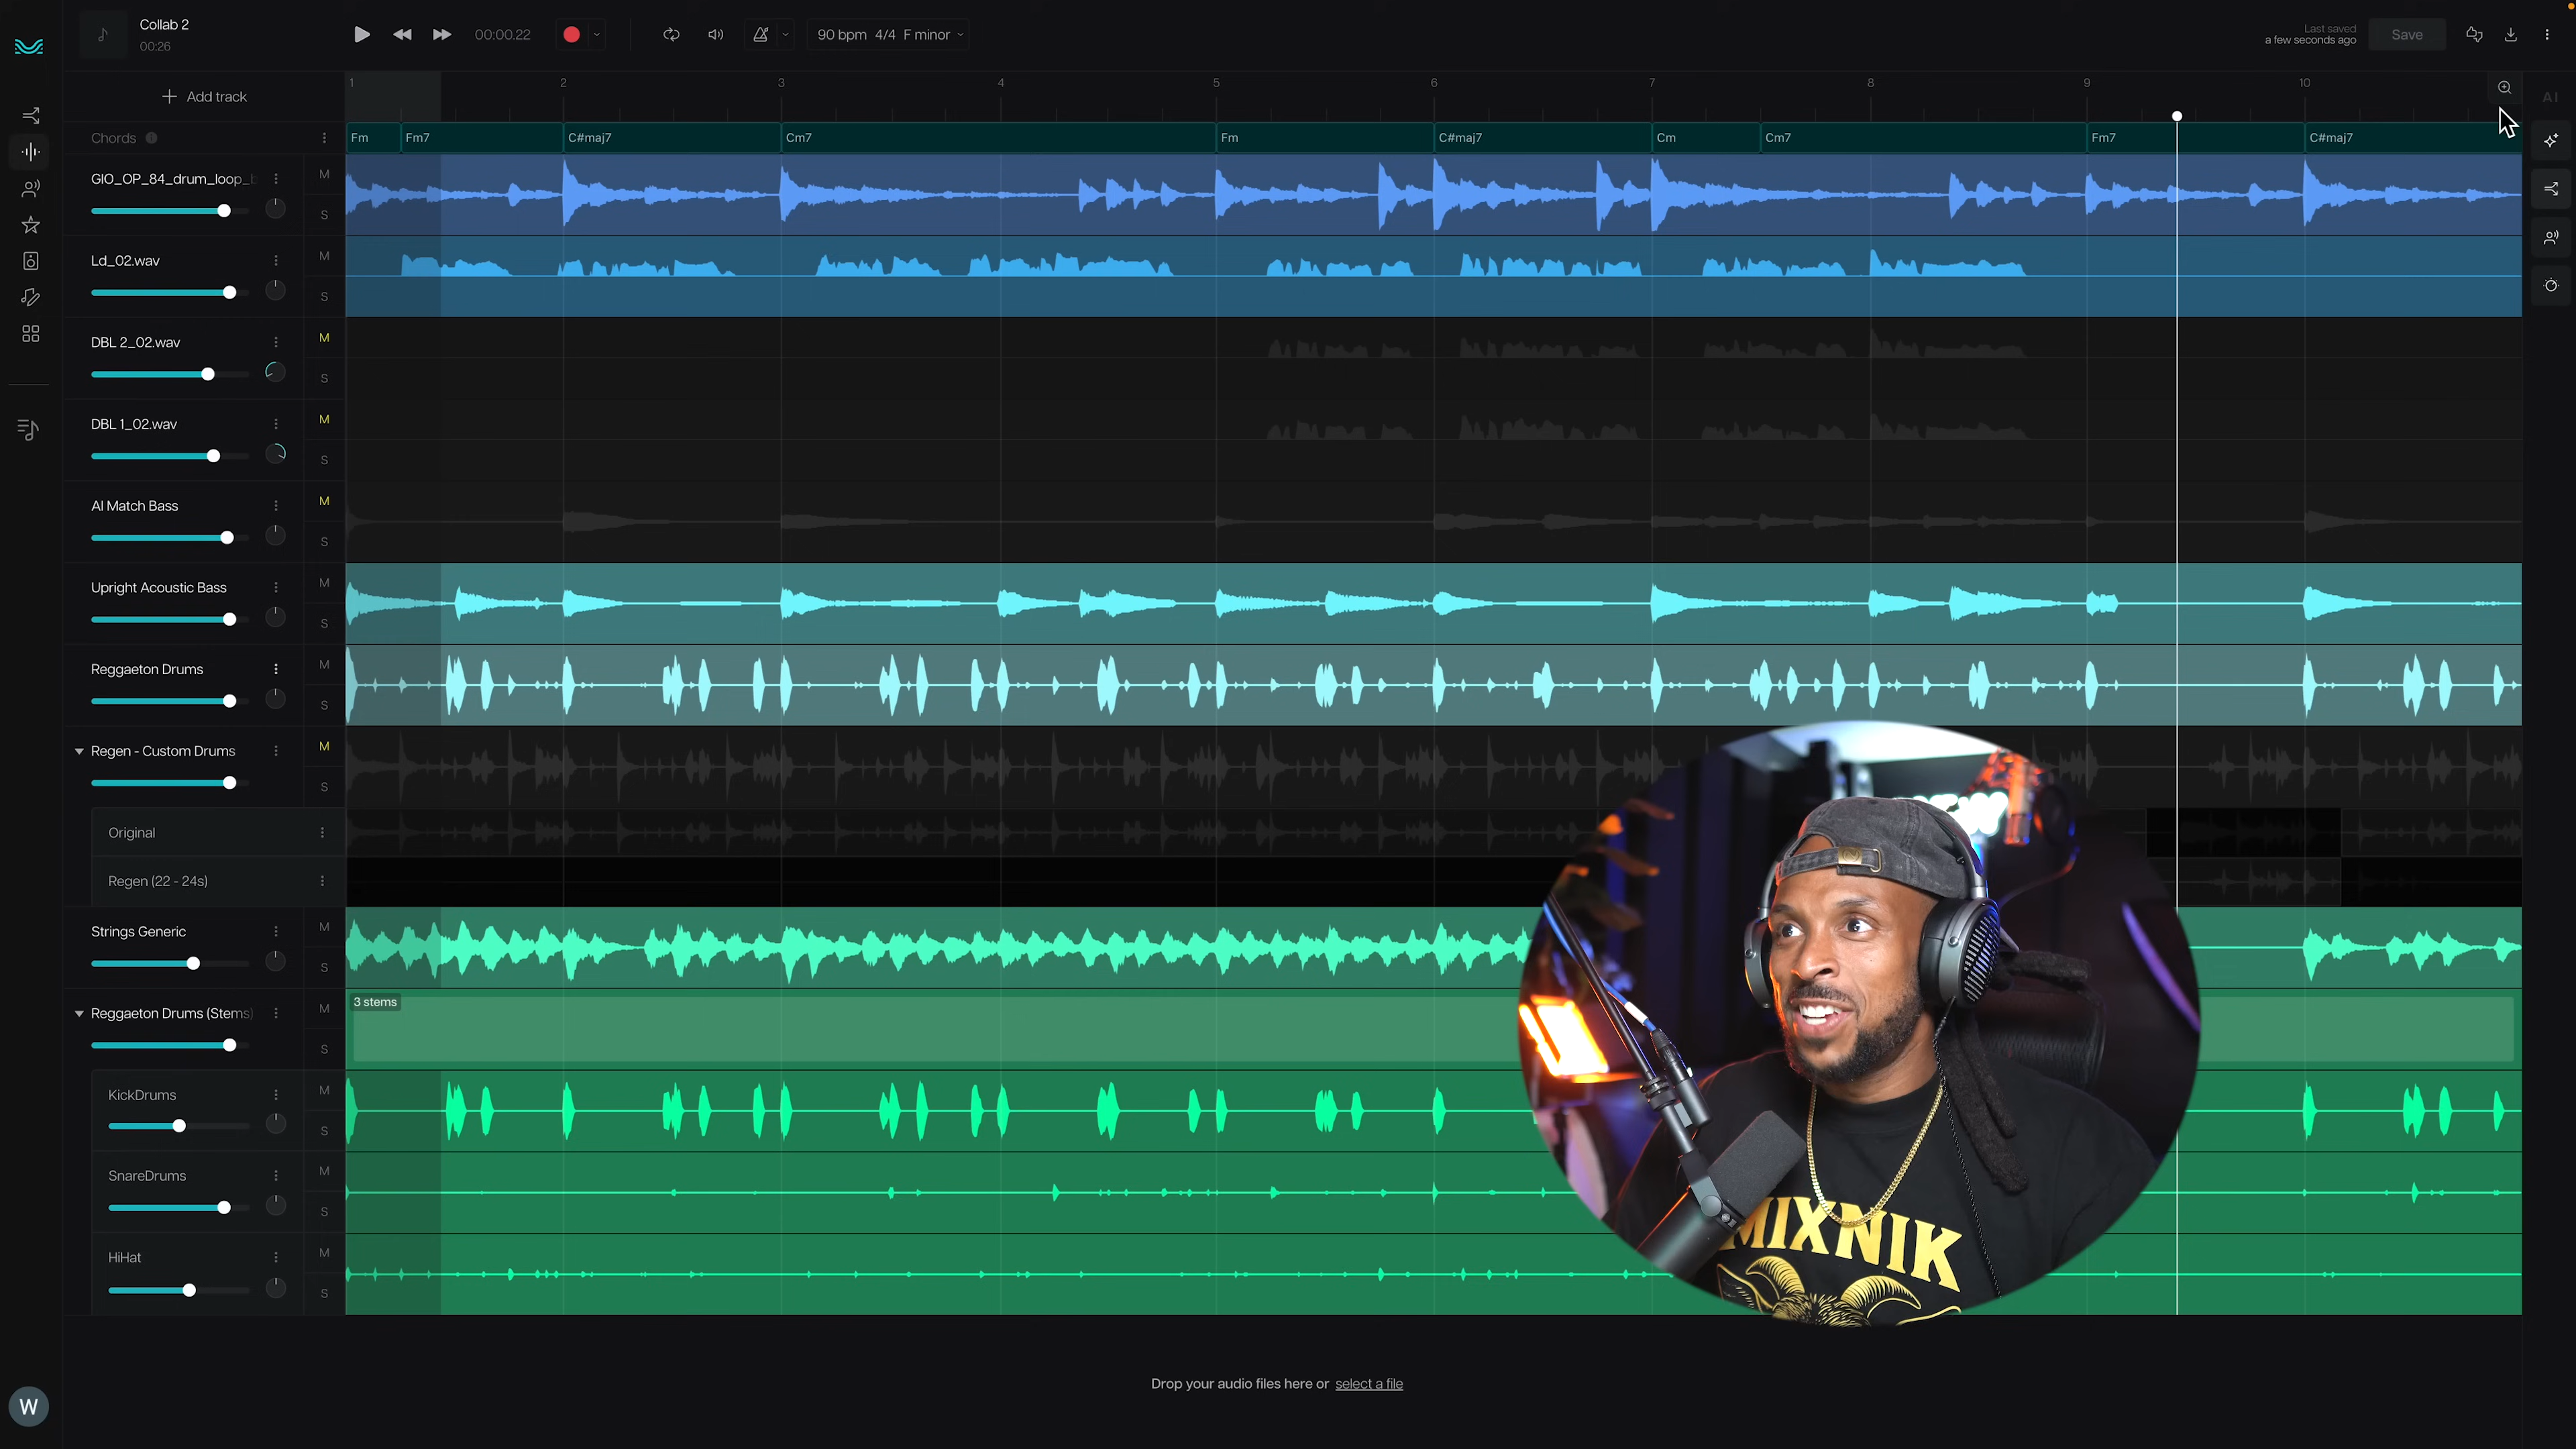 Collab 2
00:26
00:00.22
90 bpm 4/4 F minor
Last saved
a few seconds ago
Save
Add track
1 2 3 4 5 6 7 8 9 10
AI
Chords
Fm Fm7 C#maj7 Cm7 Fm C#maj7 Cm Cm7 Fm7 C#maj7
GIO_OP_84_drum_loop_b
M
S
Ld_02.wav
M
S
DBL 2_02.wav
M
S
DBL 1_02.wav
M
S
AI Match Bass
M
S
Upright Acoustic Bass
M
S
Reggaeton Drums
M
S
Regen - Custom Drums
M
S
Original
Regen (22 - 24s)
Strings Generic
M
S
3 stems
Reggaeton Drums (Stems)
M
S
KickDrums
M
S
SnareDrums
M
S
HiHat
M
S
MIXNIK
Drop your audio files here or select a file
W